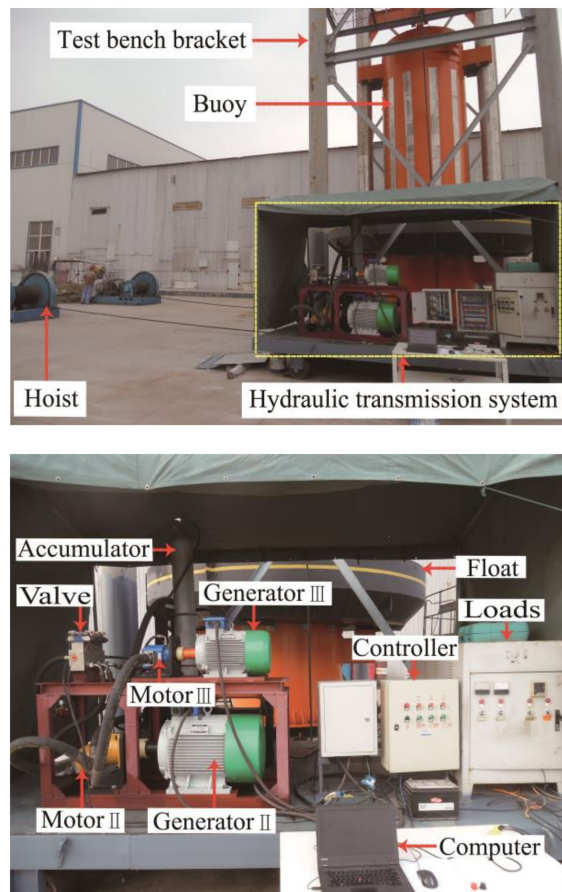 Test bench bracket
Buoy
Hoist
Hydraulic transmission system
Accumulator
Float
Valve
Generator Ⅲ
Loads
Controller
Motor Ⅲ
Motor Ⅱ
Generator Ⅱ
Computer